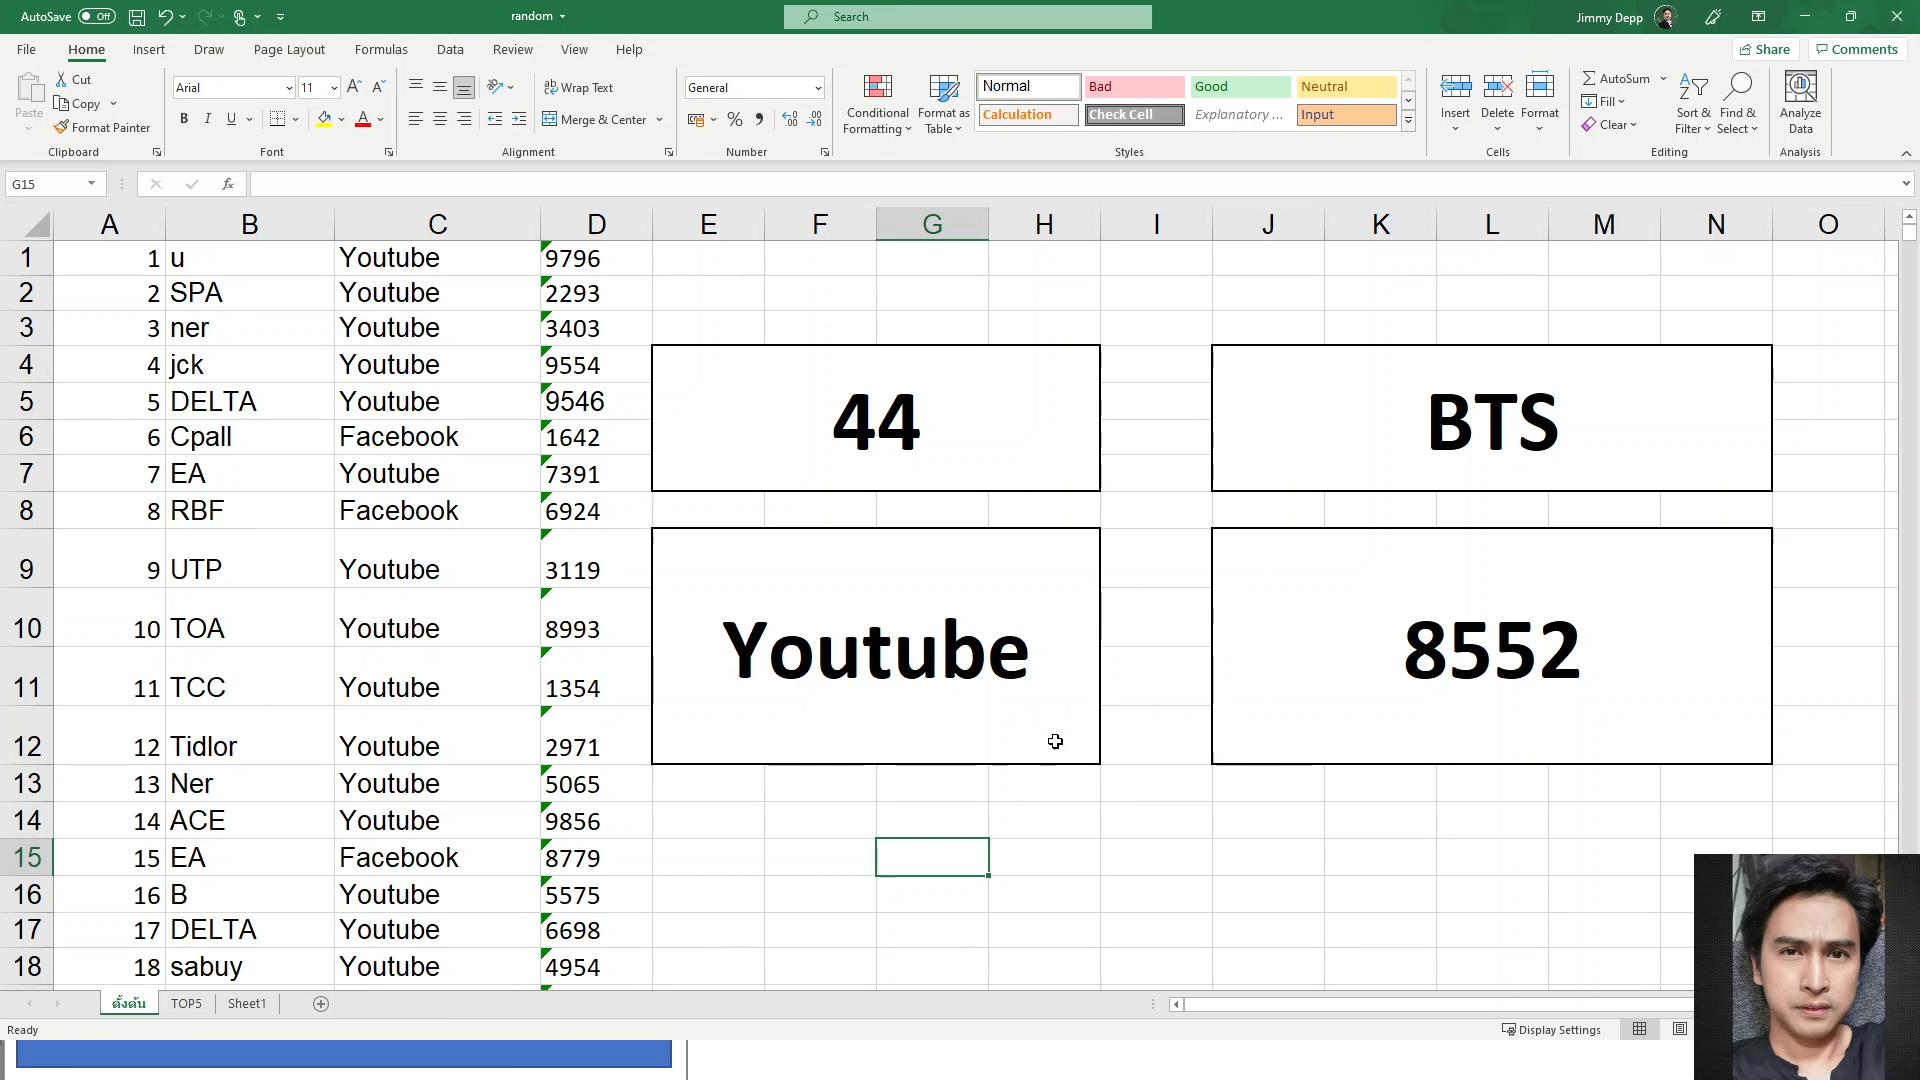 AutoSave Off
random
Search
Jimmy Depp
File Home Insert Draw Page Layout Formulas Data Review View Help
Share Comments
Paste
Cut
Copy
Format Painter
Clipboard
Arial 11
B I U
Font
Wrap Text
Merge & Center
Alignment
General
Number
Conditional Formatting
Format as Table
Normal Bad Good Neutral
Calculation Check Cell Explanatory ... Input
Styles
Insert Delete Format
Cells
AutoSum
Fill
Clear
Sort & Filter
Find & Select
Editing
Analyze Data
Analysis
G15
fx
A B C D E F G H I J K L M N O
1 1 u Youtube 9796
2 2 SPA Youtube 2293
3 3 ner Youtube 3403
4 4 jck Youtube 9554
5 5 DELTA Youtube 9546
6 6 Cpall Facebook 1642
7 7 EA Youtube 7391
8 8 RBF Facebook 6924
9 9 UTP Youtube 3119
10 10 TOA Youtube 8993
11 11 TCC Youtube 1354
12 12 Tidlor Youtube 2971
13 13 Ner Youtube 5065
14 14 ACE Youtube 9856
15 15 EA Facebook 8779
16 16 B Youtube 5575
17 17 DELTA Youtube 6698
18 18 sabuy Youtube 4954
44
BTS
Youtube
8552
ตั้งต้น TOP5 Sheet1
Ready
Display Settings